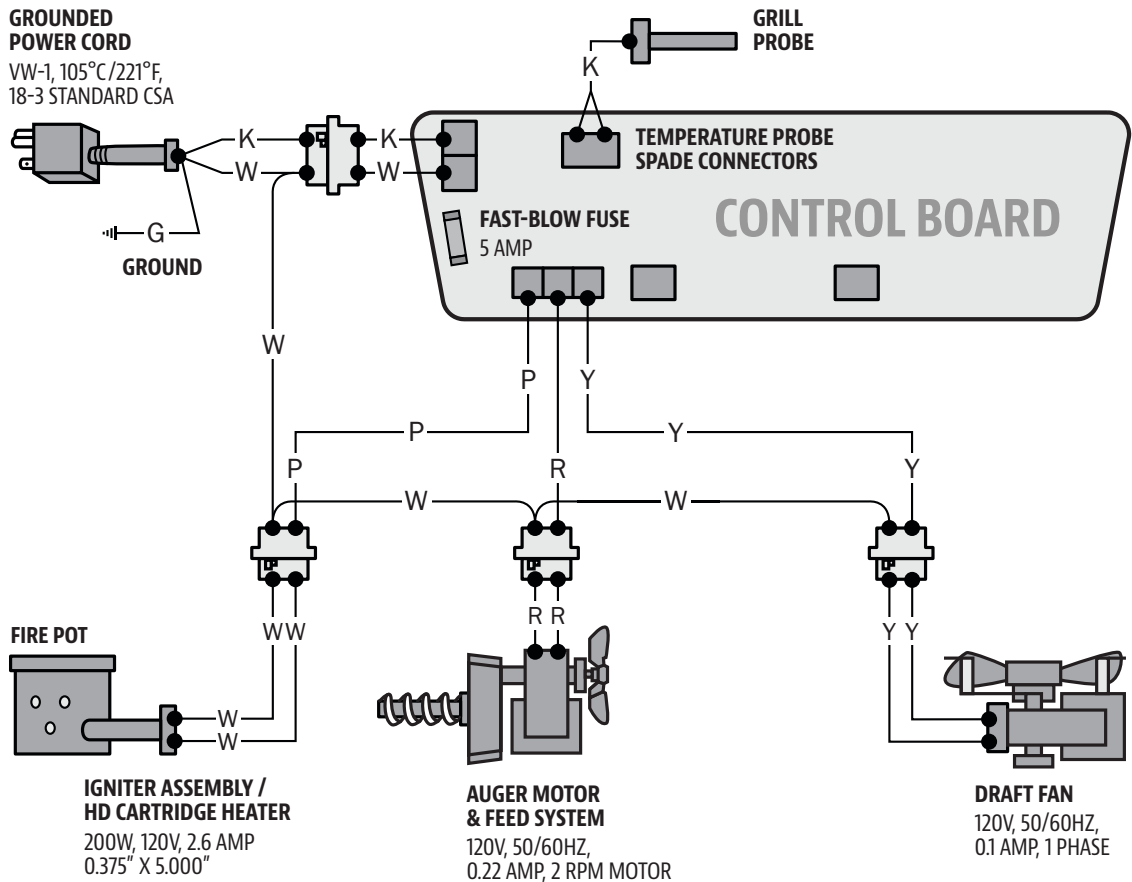 GROUNDED
POWER CORD
VW-1, 105°C/221°F,
18-3 STANDARD CSA
GRILL
PROBE
K
K
K
W
W
TEMPERATURE PROBE
SPADE CONNECTORS
CONTROL BOARD
FAST-BLOW FUSE
5 AMP
G
GROUND
W
P
Y
P
Y
P
R
Y
W
W
R R
W W
Y Y
FIRE POT
W
W
IGNITER ASSEMBLY /
HD CARTRIDGE HEATER
200W, 120V, 2.6 AMP
0.375" X 5.000"
AUGER MOTOR
& FEED SYSTEM
120V, 50/60HZ,
0.22 AMP, 2 RPM MOTOR
DRAFT FAN
120V, 50/60HZ,
0.1 AMP, 1 PHASE